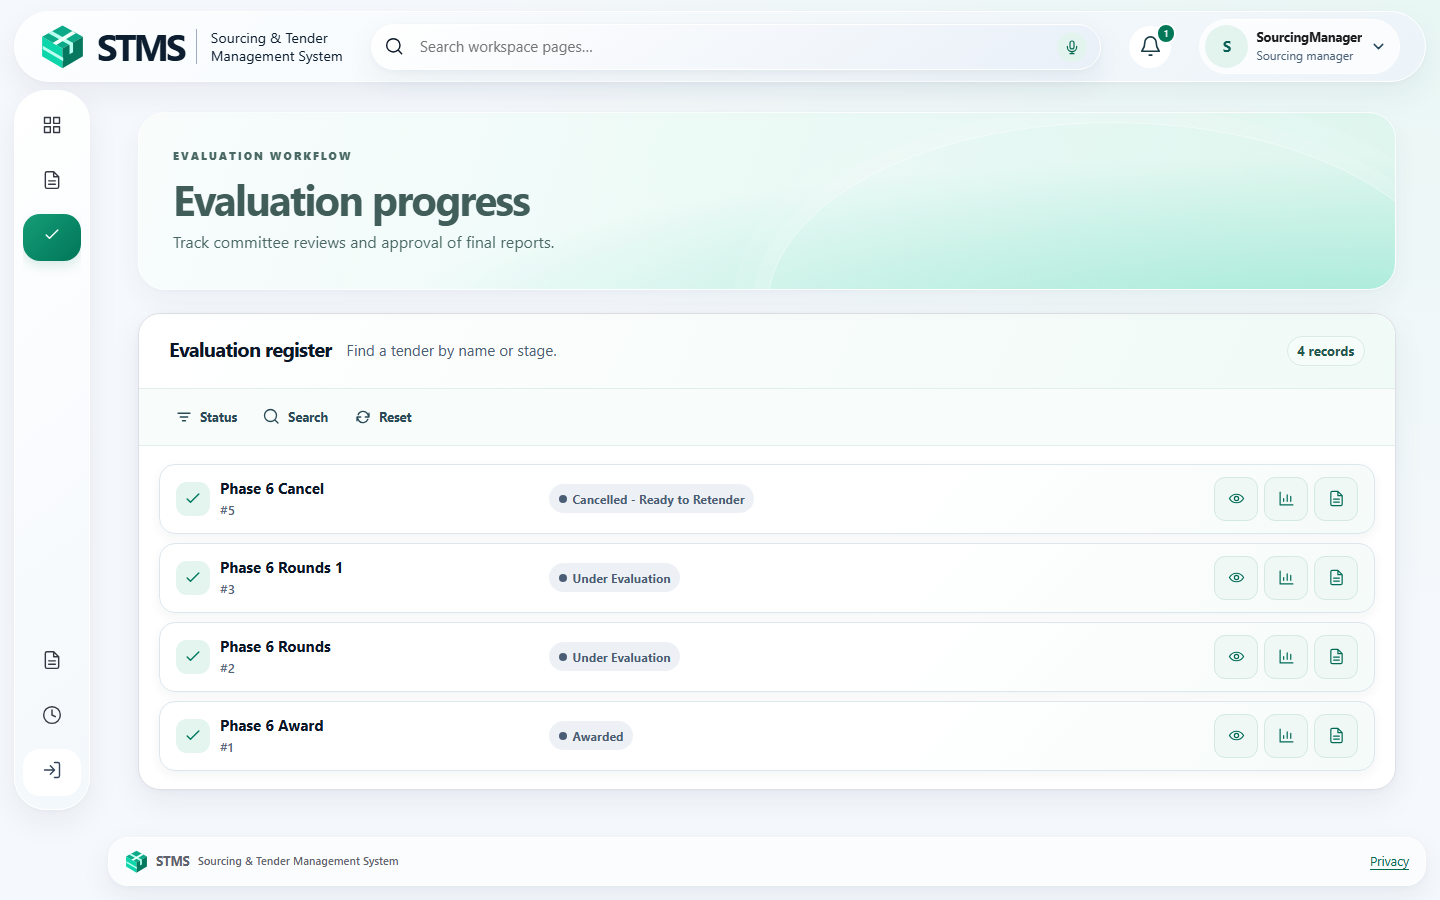 STMS
Sourcing & Tender
Management System
Search workspace pages...
1
S
SourcingManager
Sourcing manager
EVALUATION WORKFLOW
Evaluation progress
Track committee reviews and approval of final reports.
Evaluation register
Find a tender by name or stage.
4 records
Status
Search
Reset
Phase 6 Cancel
#5
Cancelled - Ready to Retender
Phase 6 Rounds 1
#3
Under Evaluation
Phase 6 Rounds
#2
Under Evaluation
Phase 6 Award
#1
Awarded
STMS
Sourcing & Tender Management System
Privacy